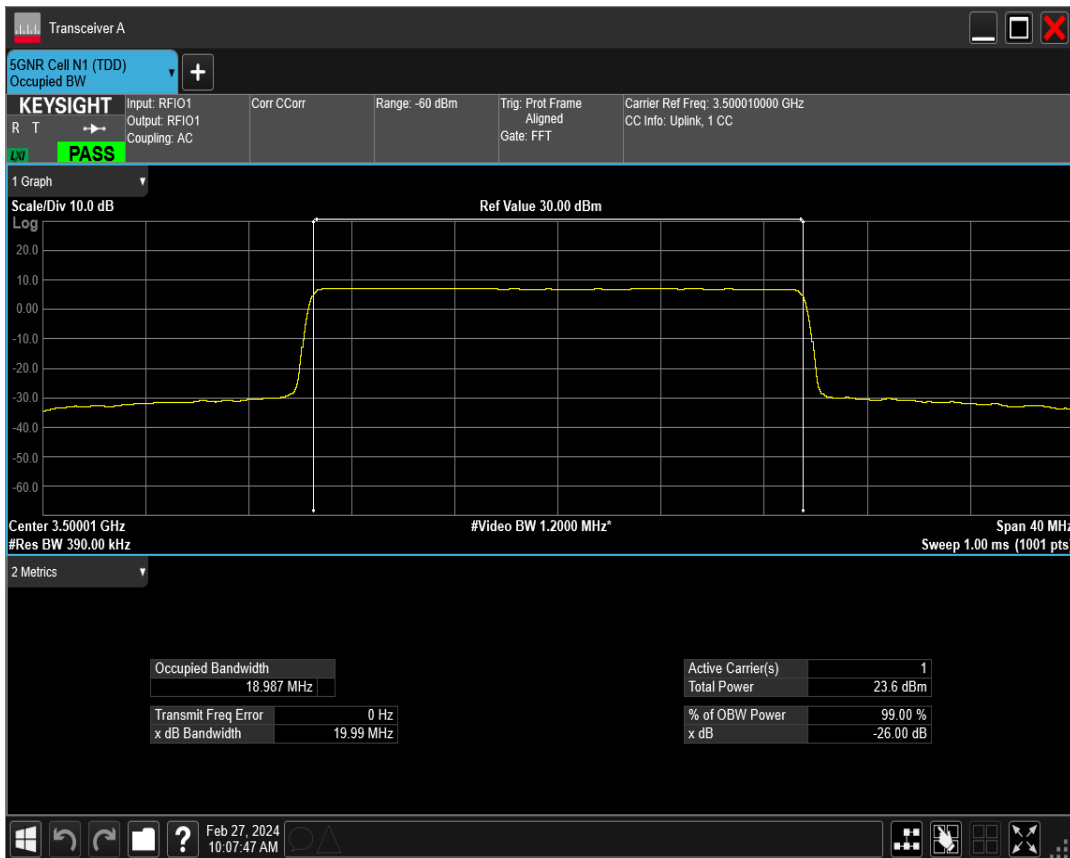 Transceiver A
5GNR Cell N1 (TDD)
Occupied BW
+
KEYSIGHT
R T
LXI
PASS
Input: RFIO1
Output: RFIO1
Coupling: AC
Corr CCorr
Range: -60 dBm
Trig: Prot Frame
Aligned
Gate: FFT
Carrier Ref Freq: 3.500010000 GHz
CC Info: Uplink, 1 CC
1 Graph
Scale/Div 10.0 dB
Ref Value 30.00 dBm
Log
20.0
10.0
0.00
-10.0
-20.0
-30.0
-40.0
-50.0
-60.0
Center 3.50001 GHz
#Video BW 1.2000 MHz*
Span 40 MHz
#Res BW 390.00 kHz
Sweep 1.00 ms (1001 pts)
2 Metrics
Occupied Bandwidth
18.987 MHz
Transmit Freq Error 0 Hz
x dB Bandwidth 19.99 MHz
Active Carrier(s) 1
Total Power 23.6 dBm
% of OBW Power 99.00 %
x dB -26.00 dB
?
Feb 27, 2024
10:07:47 AM